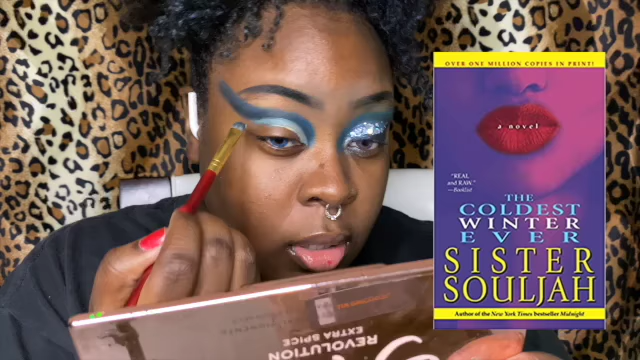 OVER ONE MILLION COPIES IN PRINT!
a novel
"REAL
and RAW."
—Booklist
THE
COLDEST
WINTER
EVER
SISTER
SOULJAH
Author of the New York Times bestseller Midnight
REVOLUTION
EXTRA SPICE